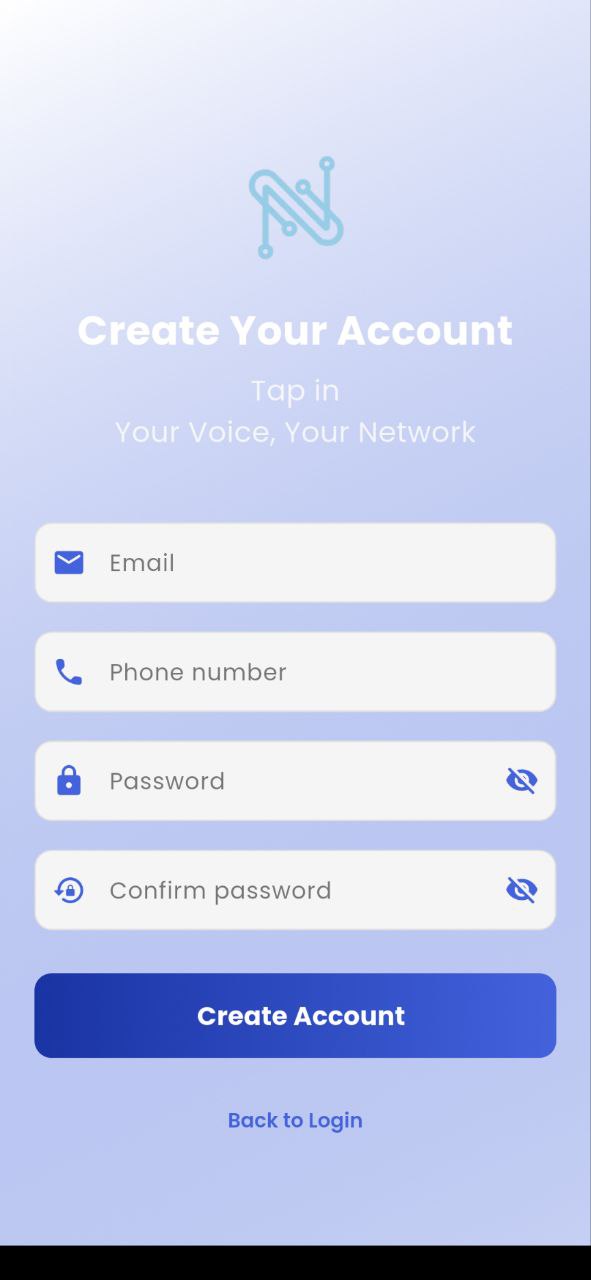 Create Your Account
Tap in
Your Voice, Your Network
Email
Phone number
Password
Confirm password
Create Account
Back to Login